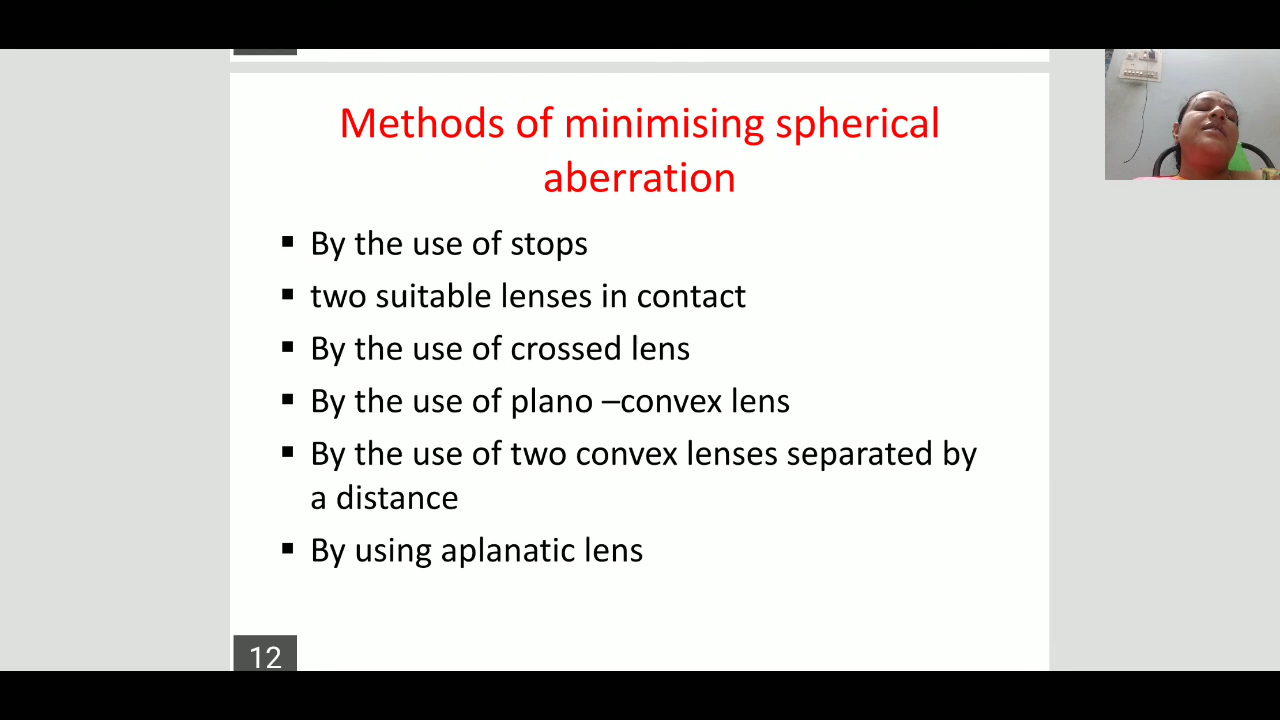 Methods of minimising spherical
aberration
▪ By the use of stops
▪ two suitable lenses in contact
▪ By the use of crossed lens
▪ By the use of plano –convex lens
▪ By the use of two convex lenses separated by
a distance
▪ By using aplanatic lens
12